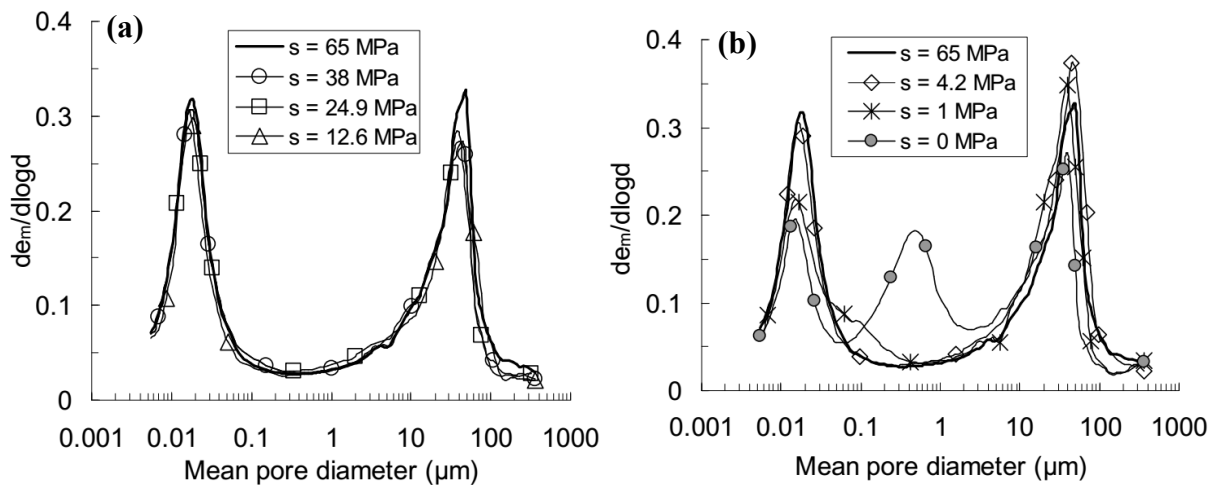 (a)
s = 65 MPa
s = 38 MPa
s = 24.9 MPa
s = 12.6 MPa
0.4
0.3
0.2
0.1
0
de_m/dlogd
0.001 0.01 0.1 1 10 100 1000
Mean pore diameter (µm)
(b)
s = 65 MPa
s = 4.2 MPa
s = 1 MPa
s = 0 MPa
0.4
0.3
0.2
0.1
0
de_m/dlogd
0.001 0.01 0.1 1 10 100 1000
Mean pore diameter (µm)